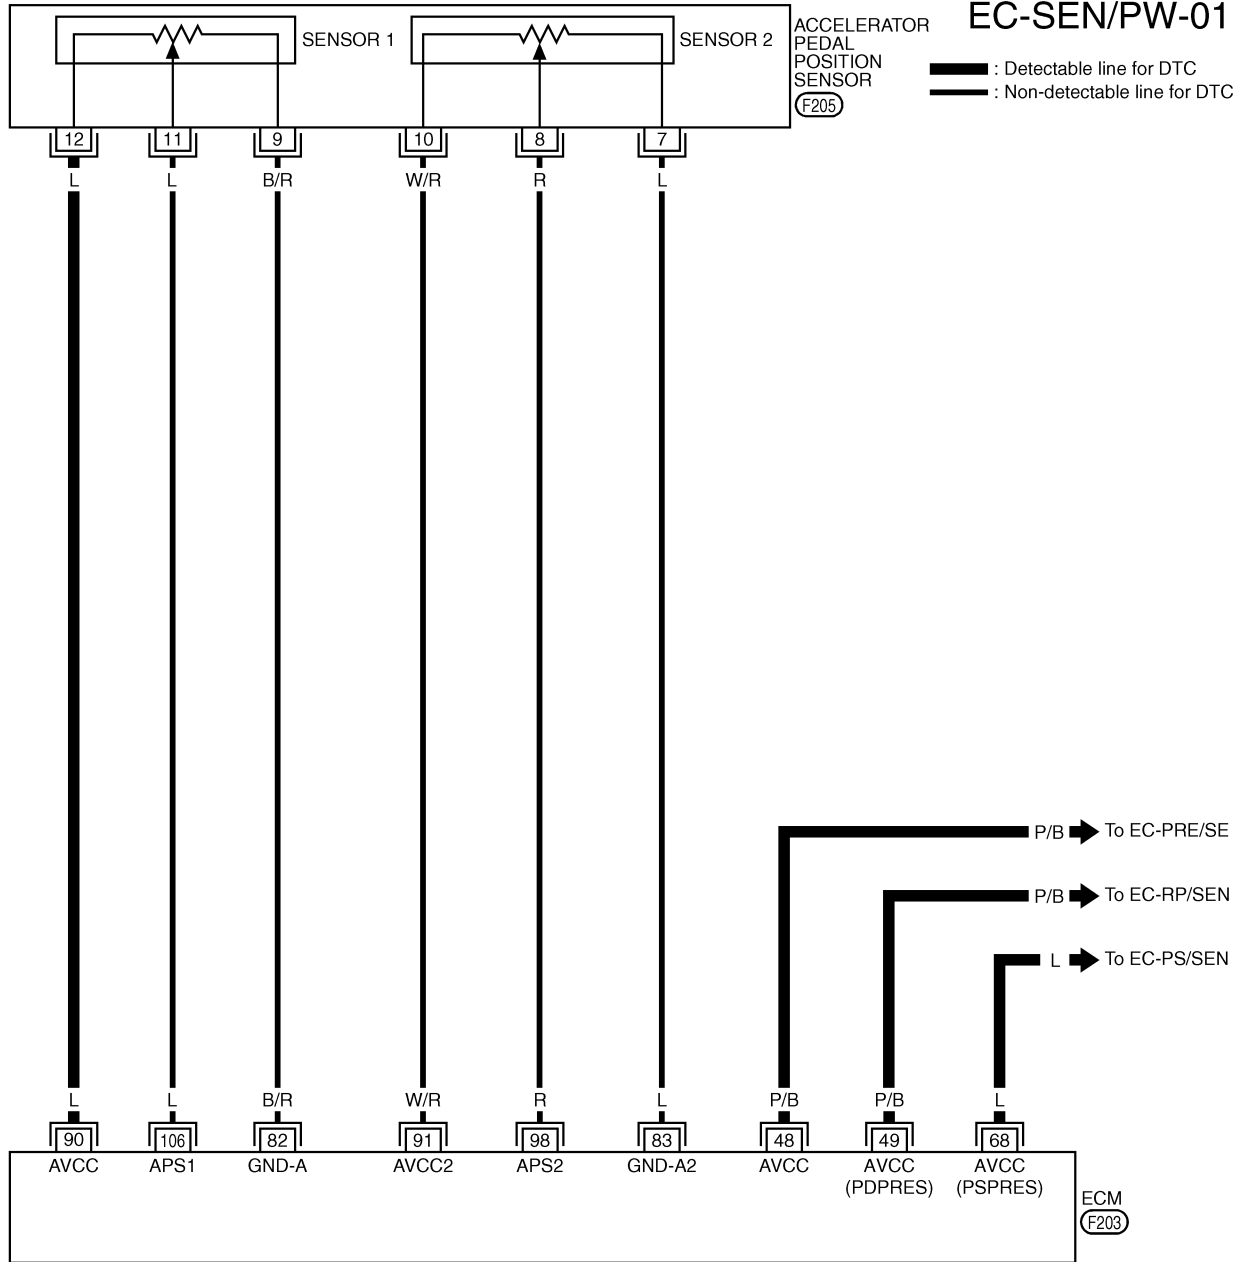 EC-SEN/PW-01
: Detectable line for DTC
: Non-detectable line for DTC
SENSOR 1
SENSOR 2
ACCELERATOR
PEDAL
POSITION
SENSOR
F205
12 11 9 10 8 7
L L B/R W/R R L
P/B To EC-PRE/SE
P/B To EC-RP/SEN
L To EC-PS/SEN
L L B/R W/R R L P/B P/B L
90 106 82 91 98 83 48 49 68
AVCC APS1 GND-A AVCC2 APS2 GND-A2 AVCC AVCC AVCC
(PDPRES) (PSPRES)
ECM
F203